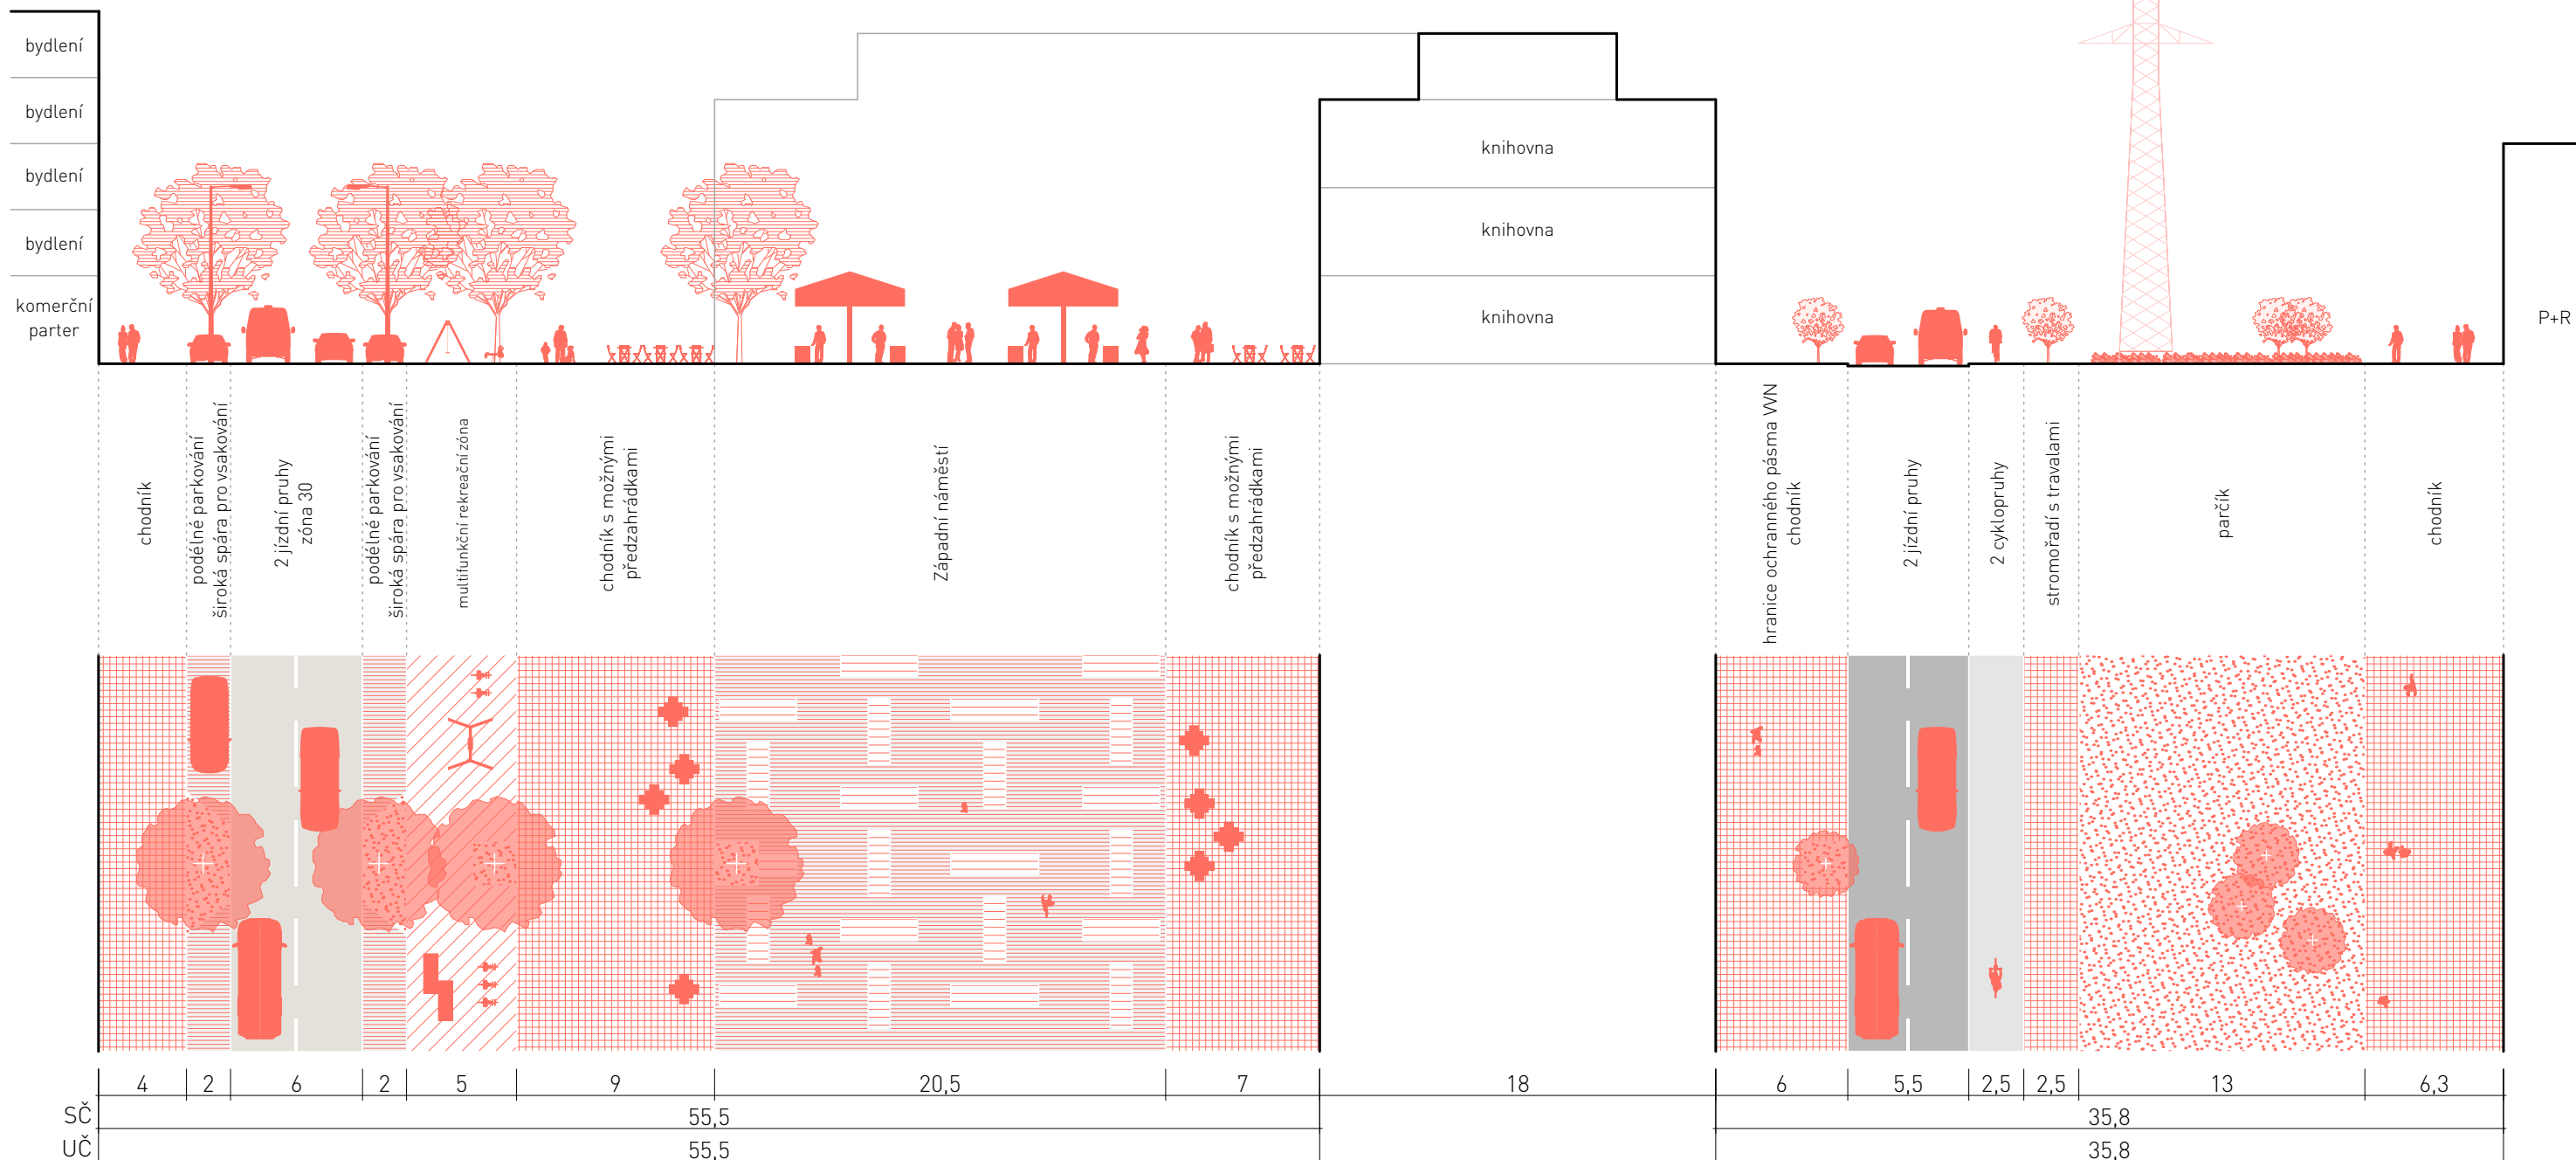 bydlení
bydlení
bydlení
bydlení
komerční
parter
knihovna
knihovna
knihovna
P+R
chodník
podélné parkování
široká spára pro vsakování
2 jízdní pruhy
zóna 30
podélné parkování
široká spára pro vsakování
multifunkční rekreační zóna
chodník s možnými
předzahrádkami
Západní náměstí
chodník s možnými
předzahrádkami
hranice ochranného pásma VVN
chodník
2 jízdní pruhy
2 cyklopruhy
stromořadí s travalami
parčík
chodník
4 2 6 2 5 9 20,5 7 18 6 5,5 2,5 2,5 13 6,3
SČ 55,5 35,8
UČ 55,5 35,8